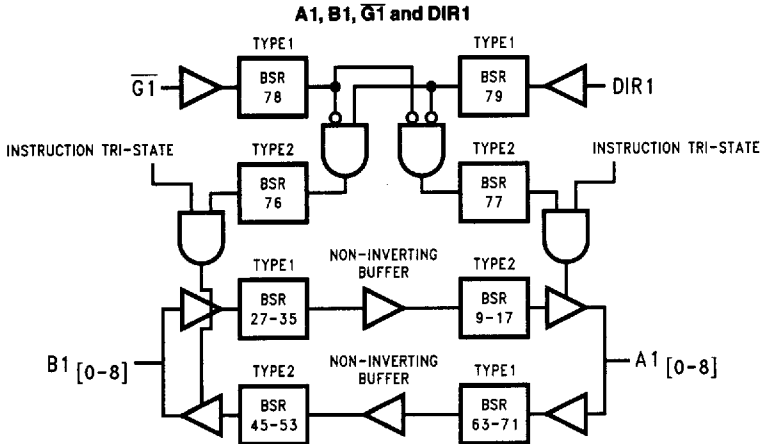 A1, B1, G̅1̅ and DIR1
TYPE1
TYPE1
G̅1̅
BSR
78
BSR
79
DIR1
INSTRUCTION TRI-STATE
TYPE2
TYPE2
INSTRUCTION TRI-STATE
BSR
76
BSR
77
TYPE1
NON-INVERTING
BUFFER
TYPE2
BSR
27-35
BSR
9-17
B1[0-8]
A1[0-8]
TYPE2
NON-INVERTING
BUFFER
TYPE1
BSR
45-53
BSR
63-71